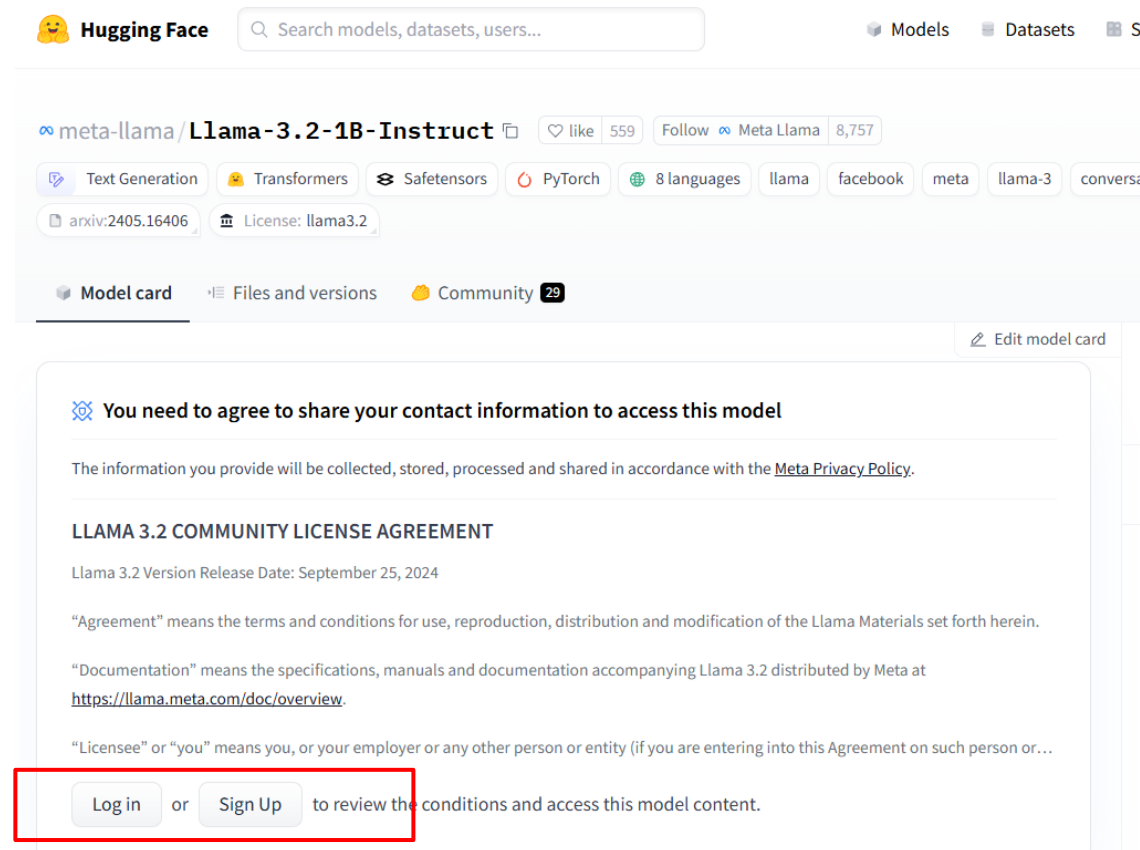 Hugging Face Search models, datasets, users... Models Datasets S
meta-llama/Llama-3.2-1B-Instruct like 559 Follow Meta Llama 8,757
Text Generation Transformers Safetensors PyTorch 8 languages llama facebook meta llama-3 conversa
arxiv:2405.16406 License: llama3.2
Model card Files and versions Community 29
Edit model card
You need to agree to share your contact information to access this model
The information you provide will be collected, stored, processed and shared in accordance with the Meta Privacy Policy.
LLAMA 3.2 COMMUNITY LICENSE AGREEMENT
Llama 3.2 Version Release Date: September 25, 2024
“Agreement” means the terms and conditions for use, reproduction, distribution and modification of the Llama Materials set forth herein.
“Documentation” means the specifications, manuals and documentation accompanying Llama 3.2 distributed by Meta at
https://llama.meta.com/doc/overview.
“Licensee” or “you” means you, or your employer or any other person or entity (if you are entering into this Agreement on such person or…
Log in or Sign Up to review the conditions and access this model content.